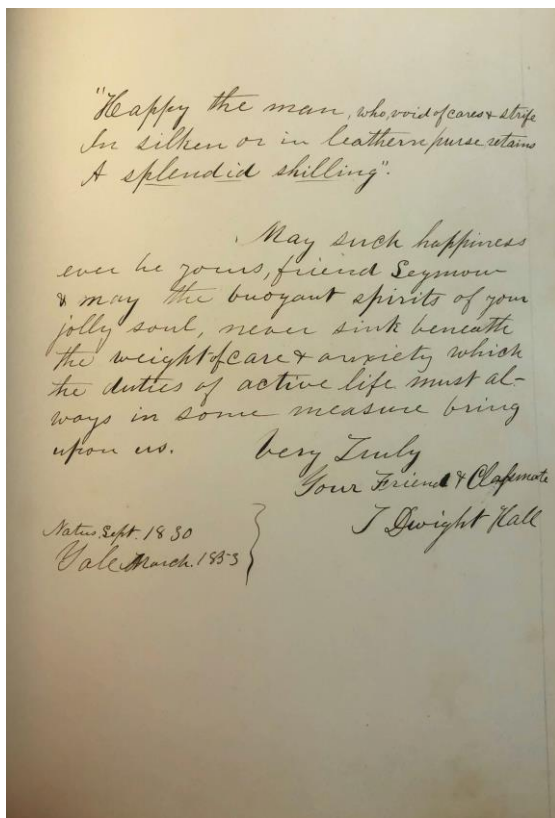 "Happy the man, who, void of cares & strife
In silken or in leathern purse retains
A splendid shilling".
May such happiness
ever be yours, friend Seymour
& may the buoyant spirits of your
jolly soul, never sink beneath
the weight of care & anxiety which
the duties of active life must al-
ways in some measure bring
upon us.
Very Truly
Your Friend & Classmate
T Dwight Hall
Natus. Sept. 1830
Yale March. 1853